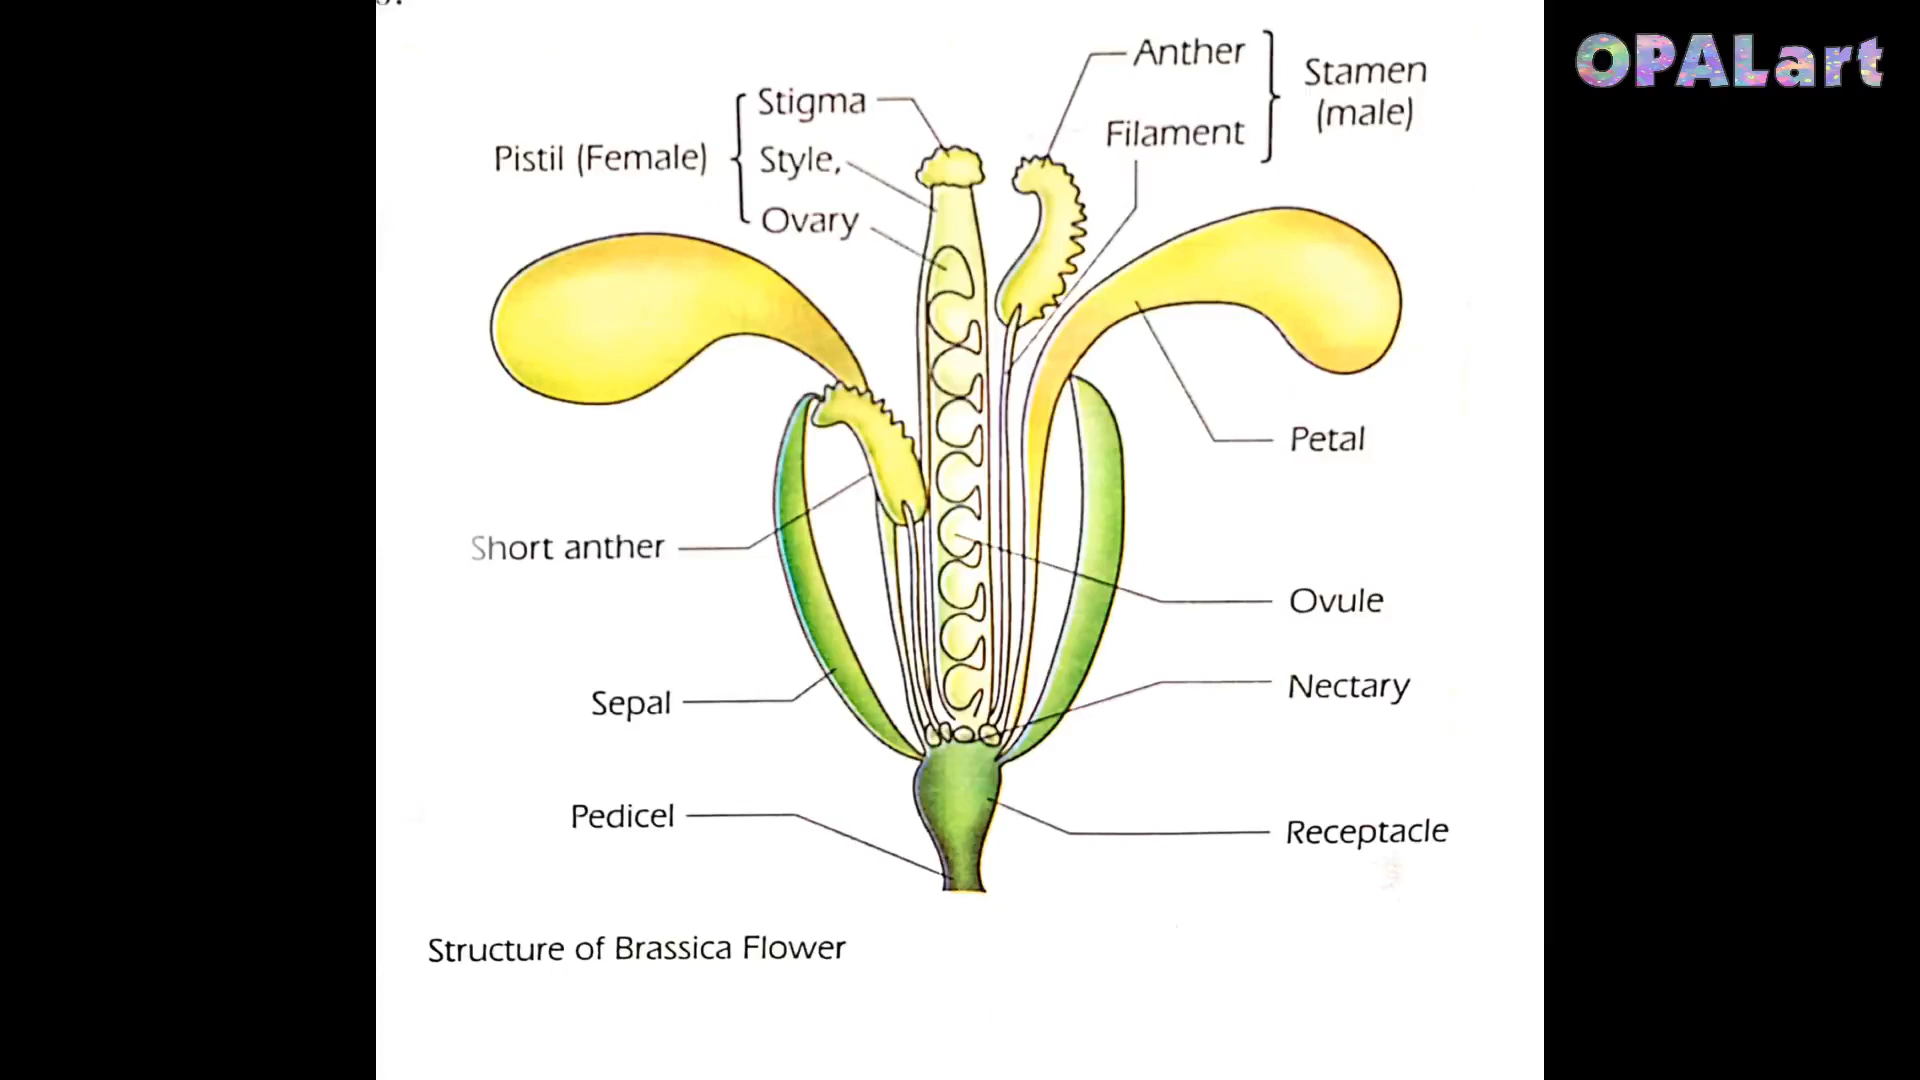 OPALart
Anther
Stamen
(male)
Filament
Stigma
Pistil (Female)
Style,
Ovary
Petal
Short anther
Ovule
Nectary
Sepal
Pedicel
Receptacle
Structure of Brassica Flower